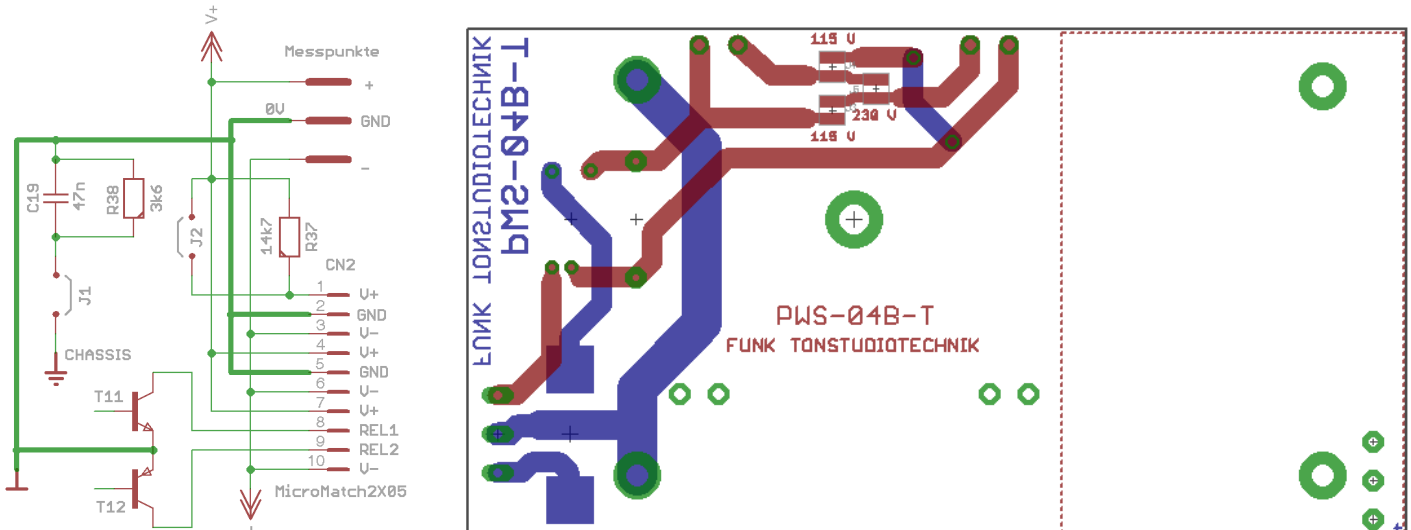 V+
Messpunkte
+
0V
GND
-
C19
47n
R38
3k6
J2
14k7
R37
CN2
J1
CHASSIS
1 V+
2 GND
3 V-
4 V+
5 GND
6 V-
7 V+
8 REL1
9 REL2
10 V-
T11
T12
MicroMatch2X05
FUNK TONSTUDIOTECHNIK
PWS-04B-T
115 V
230 V
115 V
PWS-04B-T
FUNK TONSTUDIOTECHNIK